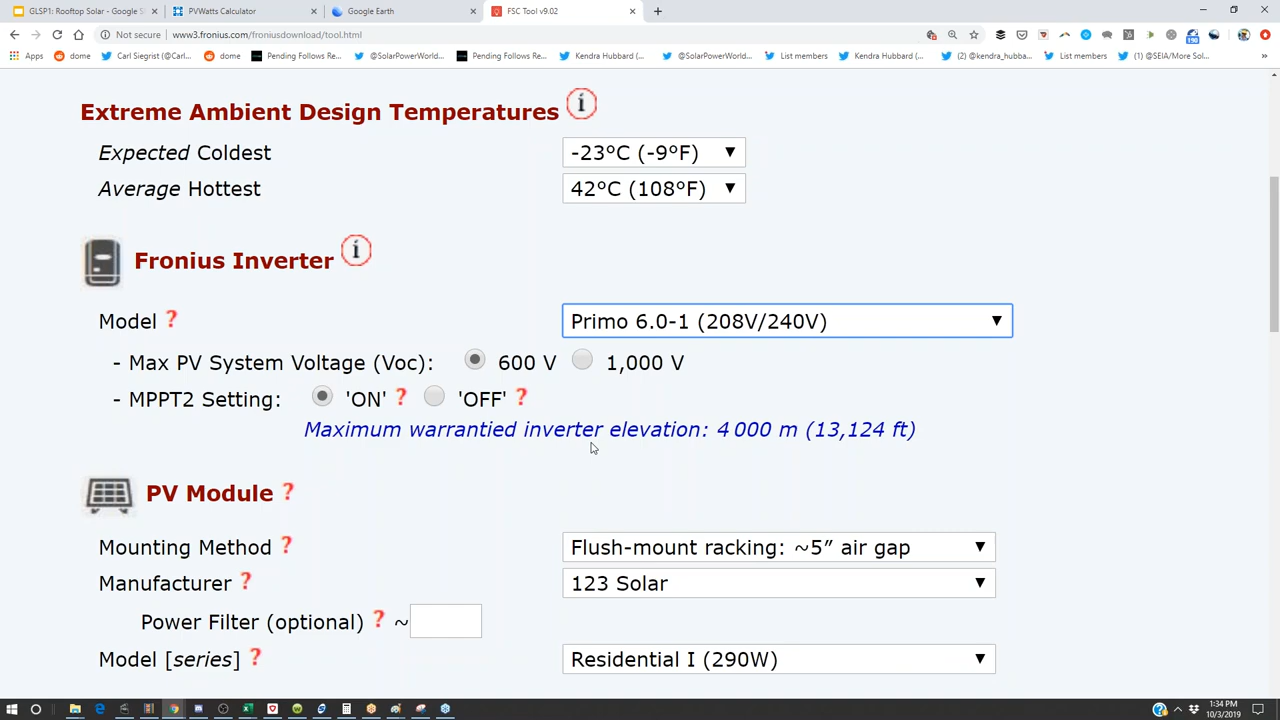 GLSP1: Rooftop Solar - Google S
PVWatts Calculator
Google Earth
FSC Tool v9.02
Not secure
www3.fronius.com/froniusdownload/tool.html
Apps
dome
Carl Siegrist (@Carl...
dome
Pending Follows Re...
@SolarPowerWorld...
Pending Follows Re...
Kendra Hubbard (...
@SolarPowerWorld...
List members
Kendra Hubbard (...
(2) @kendra_hubba...
List members
(1) @SEIA/More Sol...
Extreme Ambient Design Temperatures
Expected Coldest
-23°C (-9°F)
Average Hottest
42°C (108°F)
Fronius Inverter
Model ?
Primo 6.0-1 (208V/240V)
- Max PV System Voltage (Voc): 600 V 1,000 V
- MPPT2 Setting: 'ON' ? 'OFF' ?
Maximum warrantied inverter elevation: 4 000 m (13,124 ft)
PV Module ?
Mounting Method ?
Flush-mount racking: ~5” air gap
Manufacturer ?
123 Solar
Power Filter (optional) ? ~
Model [series] ?
Residential I (290W)
1:34 PM
10/3/2019